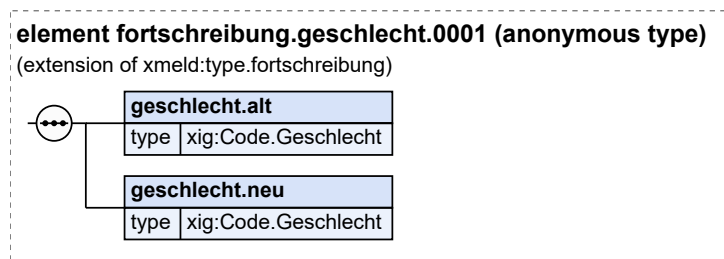 element fortschreibung.geschlecht.0001 (anonymous type)
(extension of xmeld:type.fortschreibung)
geschlecht.alt
type xig:Code.Geschlecht
geschlecht.neu
type xig:Code.Geschlecht